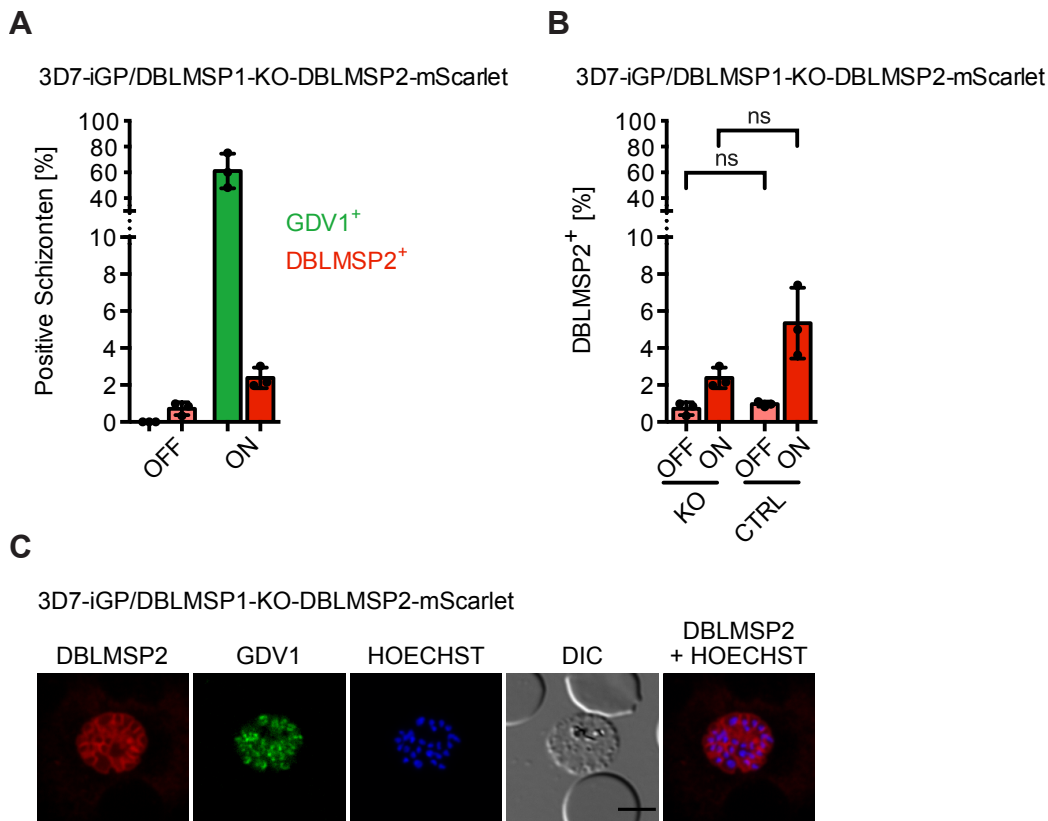 A
3D7-iGP/DBLMSP1-KO-DBLMSP2-mScarlet
Positive Schizonten [%]
100
80
60
40
10
8
6
4
2
0
GDV1+
DBLMSP2+
OFF
ON
B
3D7-iGP/DBLMSP1-KO-DBLMSP2-mScarlet
DBLMSP2+ [%]
100
80
60
40
10
8
6
4
2
0
ns
ns
OFF
ON
OFF
ON
KO
CTRL
C
3D7-iGP/DBLMSP1-KO-DBLMSP2-mScarlet
DBLMSP2
GDV1
HOECHST
DIC
DBLMSP2
+ HOECHST